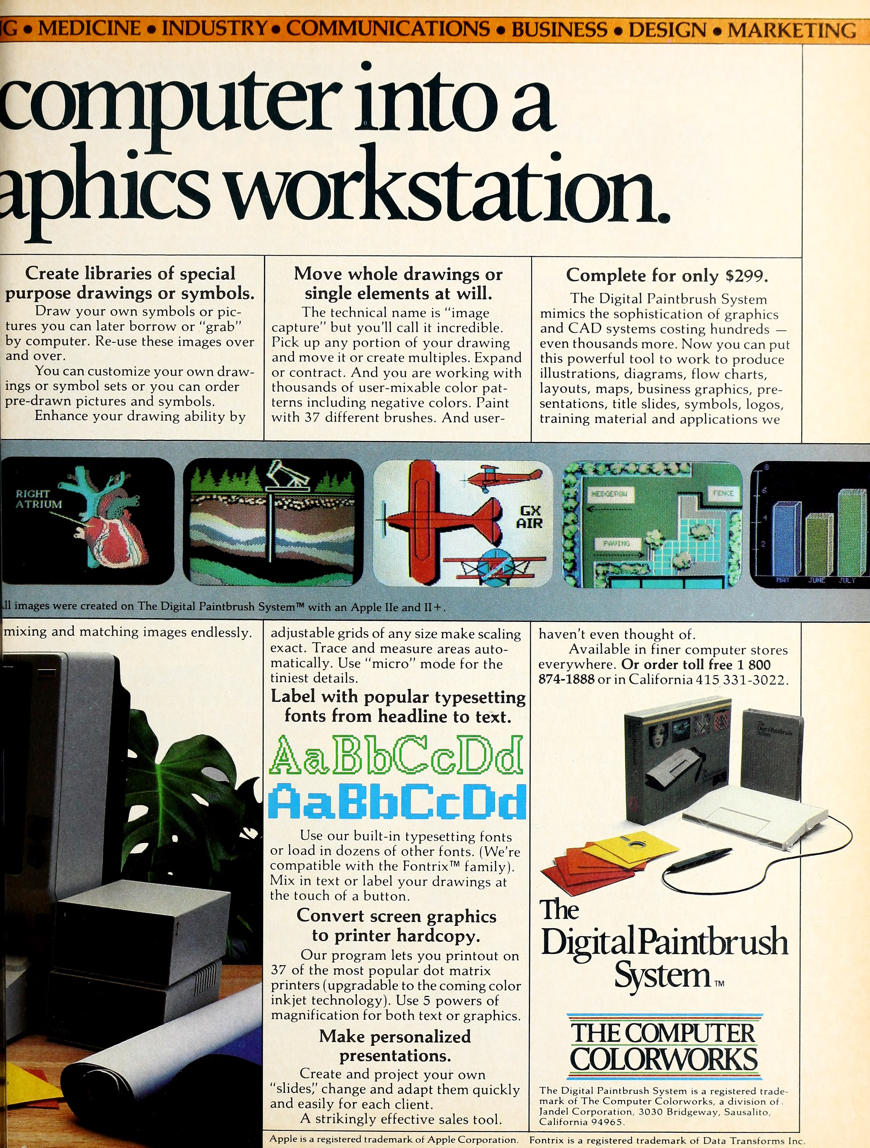 G • MEDICINE • INDUSTRY • COMMUNICATIONS • BUSINESS • DESIGN • MARKETING
computer into a
aphics workstation.
Create libraries of special
purpose drawings or symbols.
Draw your own symbols or pic-
tures you can later borrow or “grab”
by computer. Re-use these images over
and over.
You can customize your own draw-
ings or symbol sets or you can order
pre-drawn pictures and symbols.
Enhance your drawing ability by
mixing and matching images endlessly.
Move whole drawings or
single elements at will.
The technical name is “image
capture” but you’ll call it incredible.
Pick up any portion of your drawing
and move it or create multiples. Expand
or contract. And you are working with
thousands of user-mixable color pat-
terns including negative colors. Paint
with 37 different brushes. And user-
adjustable grids of any size make scaling
exact. Trace and measure areas auto-
matically. Use “micro” mode for the
tiniest details.
Label with popular typesetting
fonts from headline to text.
AaBbCcDd
AaBbCcDd
Use our built-in typesetting fonts
or load in dozens of other fonts. (We’re
compatible with the Fontrix™ family).
Mix in text or label your drawings at
the touch of a button.
Convert screen graphics
to printer hardcopy.
Our program lets you printout on
37 of the most popular dot matrix
printers (upgradable to the coming color
inkjet technology). Use 5 powers of
magnification for both text or graphics.
Make personalized
presentations.
Create and project your own
“slides,” change and adapt them quickly
and easily for each client.
A strikingly effective sales tool.
Complete for only $299.
The Digital Paintbrush System
mimics the sophistication of graphics
and CAD systems costing hundreds —
even thousands more. Now you can put
this powerful tool to work to produce
illustrations, diagrams, flow charts,
layouts, maps, business graphics, pre-
sentations, title slides, symbols, logos,
training material and applications we
haven’t even thought of.
Available in finer computer stores
everywhere. Or order toll free 1 800
874-1888 or in California 415 331-3022.
RIGHT
ATRIUM
GX
AIR
HEDGEROW
FENCE
PAVING
8
6
4
2
MAY JUNE JULY
All images were created on The Digital Paintbrush System™ with an Apple IIe and II+.
The Digital Paintbrush
System
The
Digital Paintbrush
System™
THE COMPUTER
COLORWORKS
The Digital Paintbrush System is a registered trade-
mark of The Computer Colorworks, a division of
Jandel Corporation, 3030 Bridgeway, Sausalito,
California 94965.
Apple is a registered trademark of Apple Corporation. Fontrix is a registered trademark of Data Transforms Inc.